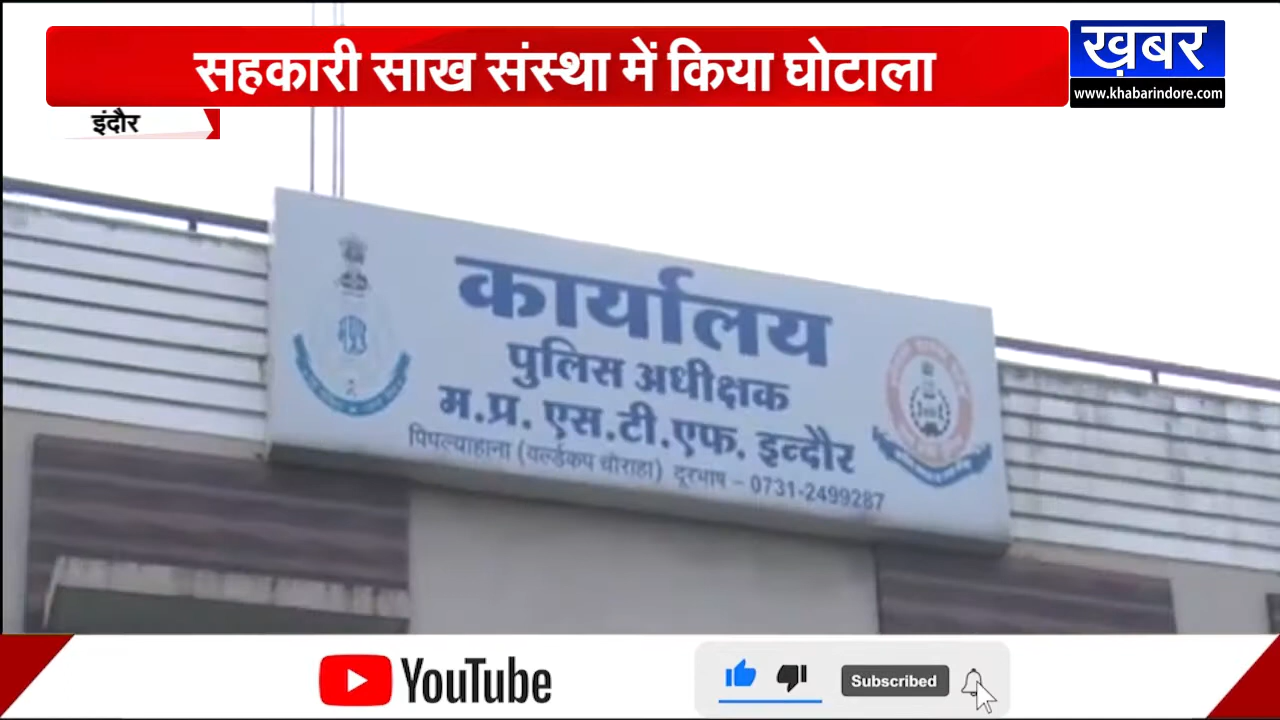 सहकारी साख संस्था में किया घोटाला
ख़बर
www.khabarindore.com
इंदौर
कार्यालय
पुलिस अधीक्षक
म.प्र. एस.टी.एफ. इन्दौर
पिपल्याहाना (वर्ल्डकप चौराहा) दूरभाष – 0731-2499287
YouTube
Subscribed